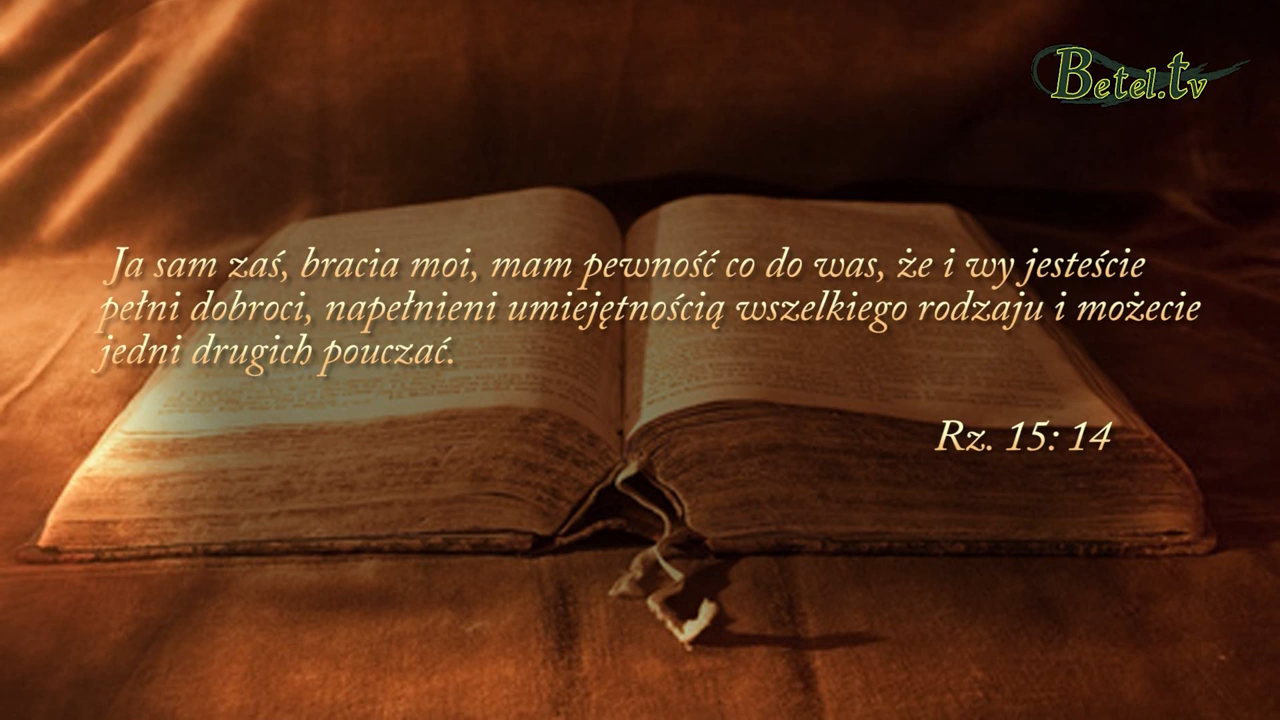 Betel.tv
Ja sam zaś, bracia moi, mam pewność co do was, że i wy jesteście
pełni dobroci, napełnieni umiejętnością wszelkiego rodzaju i możecie
jedni drugich pouczać.
Rz. 15: 14